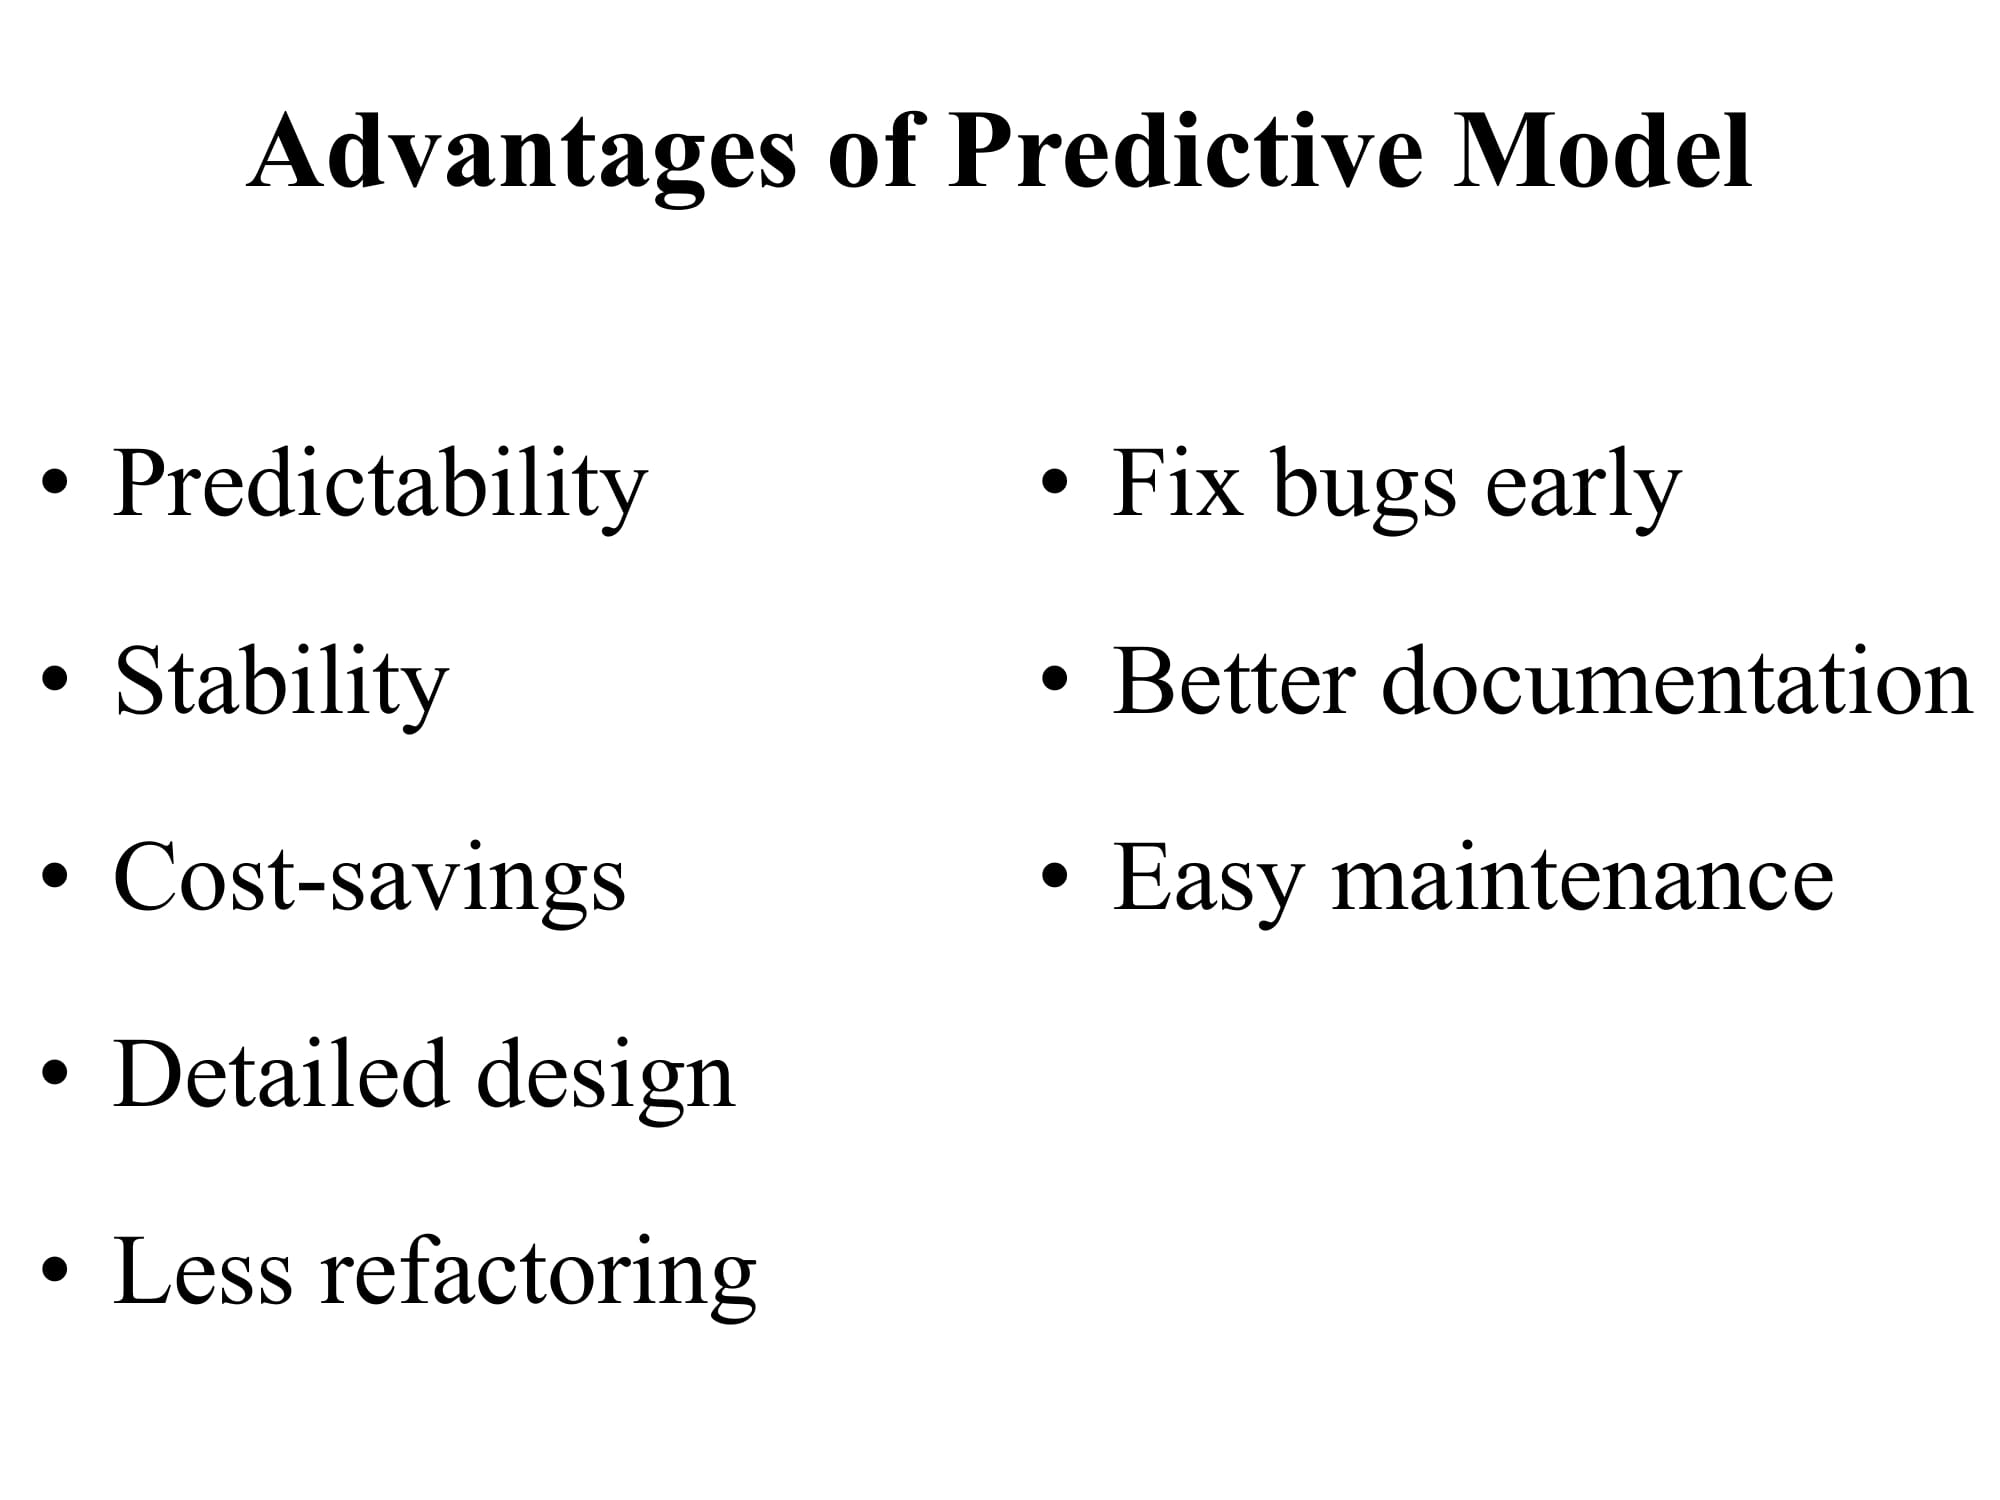 Advantages of Predictive Model
• Predictability
• Stability
• Cost-savings
• Detailed design
• Less refactoring
• Fix bugs early
• Better documentation
• Easy maintenance